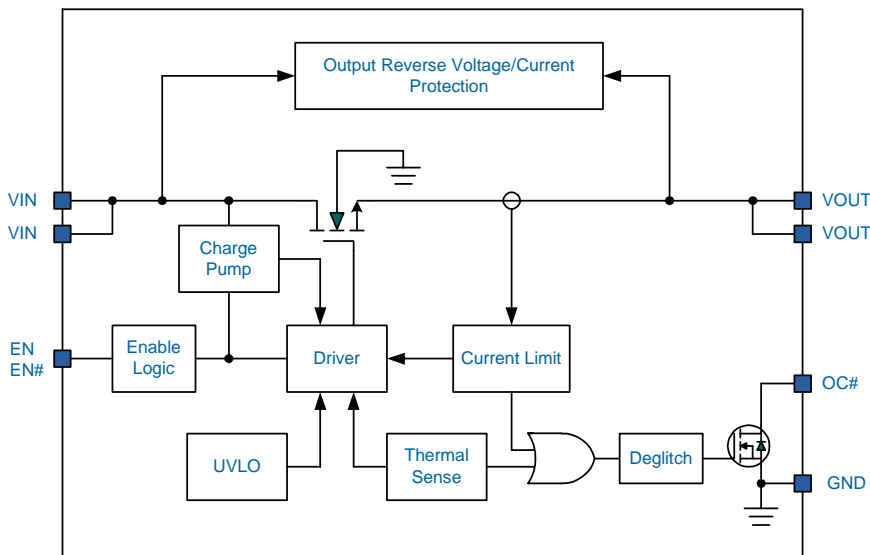 Output Reverse Voltage/Current
Protection
VIN
VOUT
VIN
VOUT
Charge
Pump
EN
EN#
Enable
Logic
Driver
Current Limit
OC#
UVLO
Thermal
Sense
Deglitch
GND